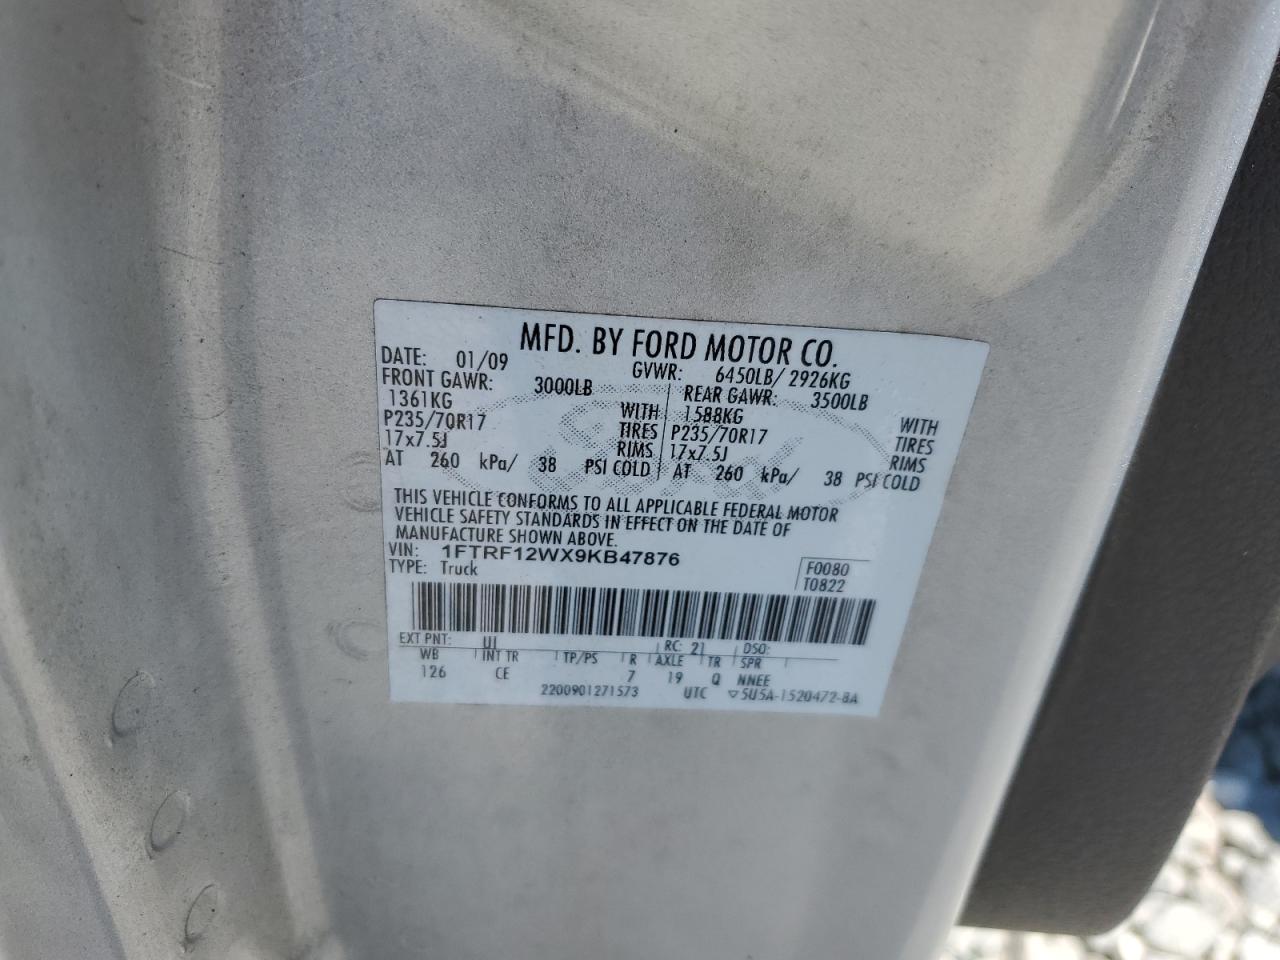 MFD. BY FORD MOTOR CO.
DATE: 01/09 GVWR: 6450LB/ 2926KG
FRONT GAWR: 3000LB REAR GAWR: 3500LB
1361KG WITH 1588KG WITH
P235/70R17 TIRES P235/70R17 TIRES
17x7.5J RIMS 17x7.5J RIMS
AT 260 kPa/ 38 PSI COLD AT 260 kPa/ 38 PSI COLD
THIS VEHICLE CONFORMS TO ALL APPLICABLE FEDERAL MOTOR
VEHICLE SAFETY STANDARDS IN EFFECT ON THE DATE OF
MANUFACTURE SHOWN ABOVE.
VIN: 1FTRF12WX9KB47876 F0080
TYPE: Truck T0822
EXT PNT: UI RC: 21 DSO:
WB INT TR TP/PS R AXLE TR SPR
126 CE 7 19 Q NNEE
2200901271573 UTC ▽5U5A-1520472-BA